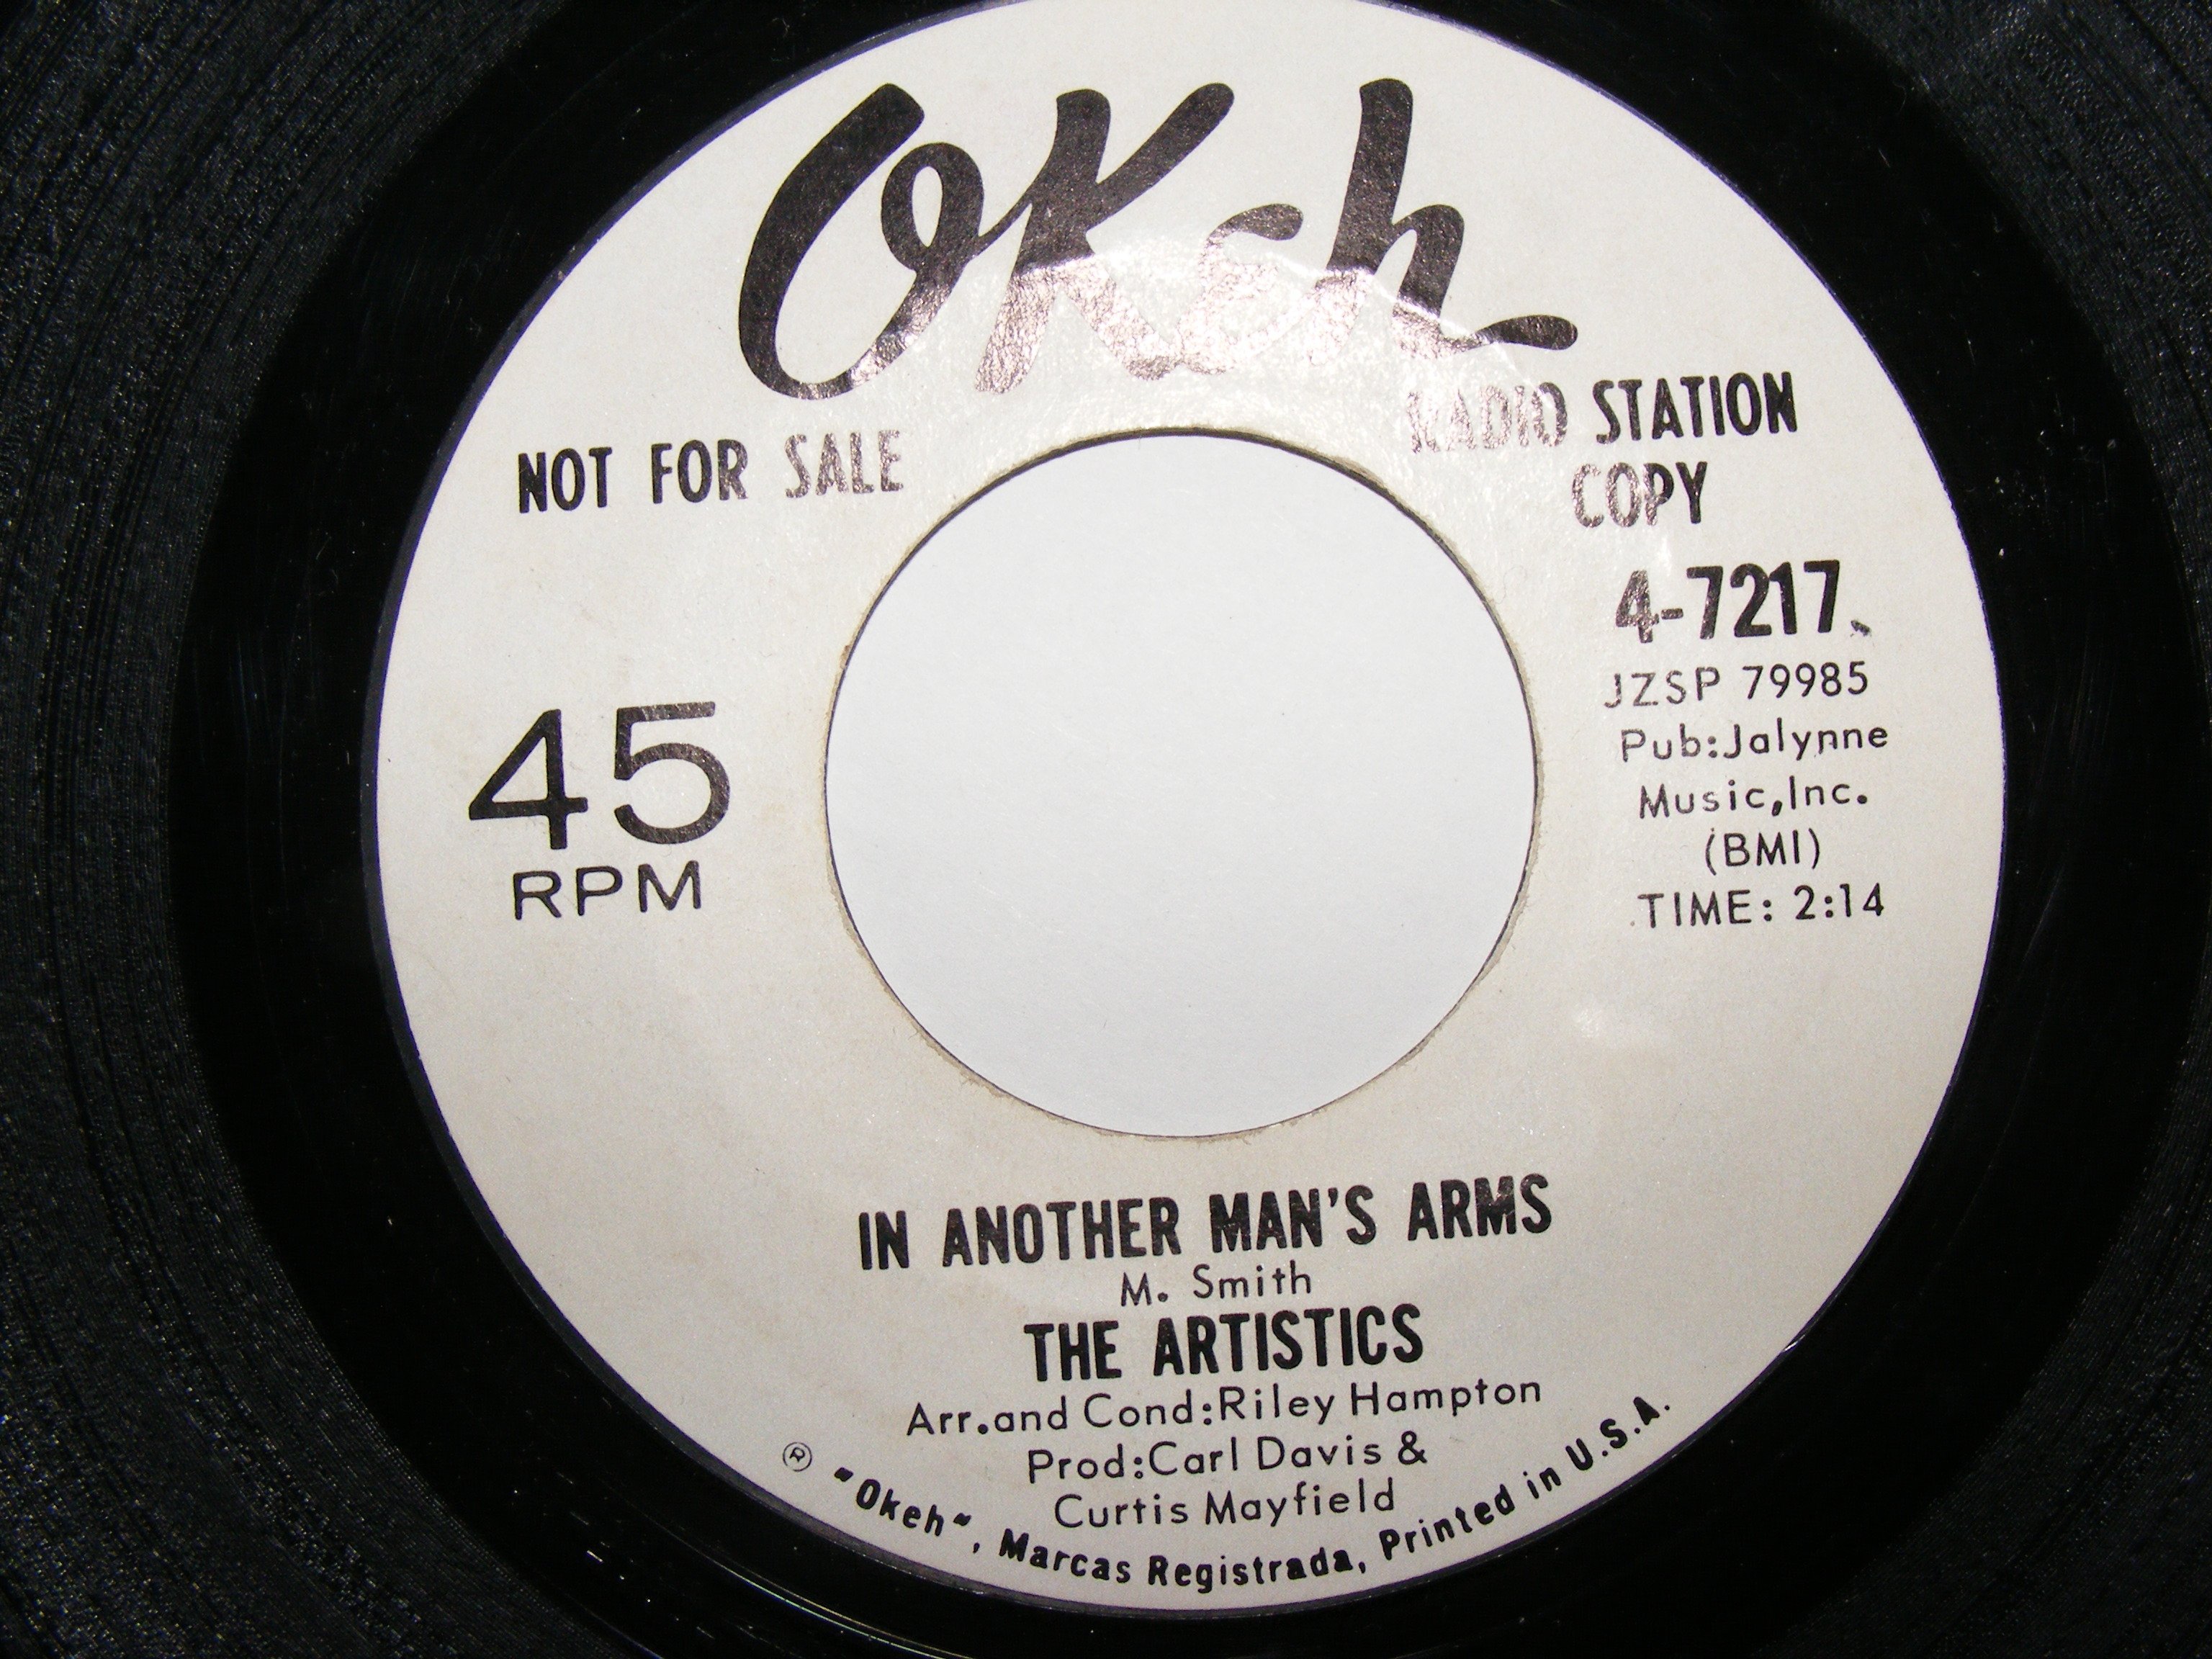 OKeh
NOT FOR SALE
RADIO STATION
COPY
4-7217
JZSP 79985
Pub:Jalynne
Music,Inc.
(BMI)
TIME: 2:14
45
RPM
IN ANOTHER MAN'S ARMS
M. Smith
THE ARTISTICS
Arr.and Cond:Riley Hampton
Prod:Carl Davis &
Curtis Mayfield
® "Okeh", Marcas Registrada, Printed in U.S.A.